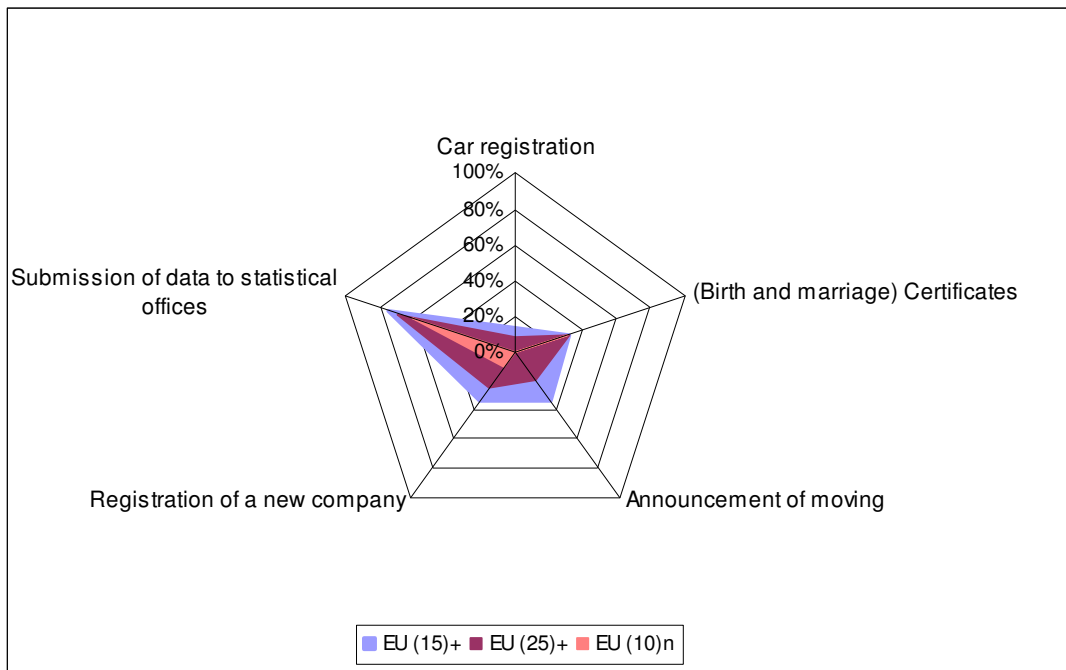 Car registration
100%
80%
60%
40%
20%
0%
Submission of data to statistical
offices
(Birth and marriage) Certificates
Registration of a new company
Announcement of moving
EU (15)+ EU (25)+ EU (10)n